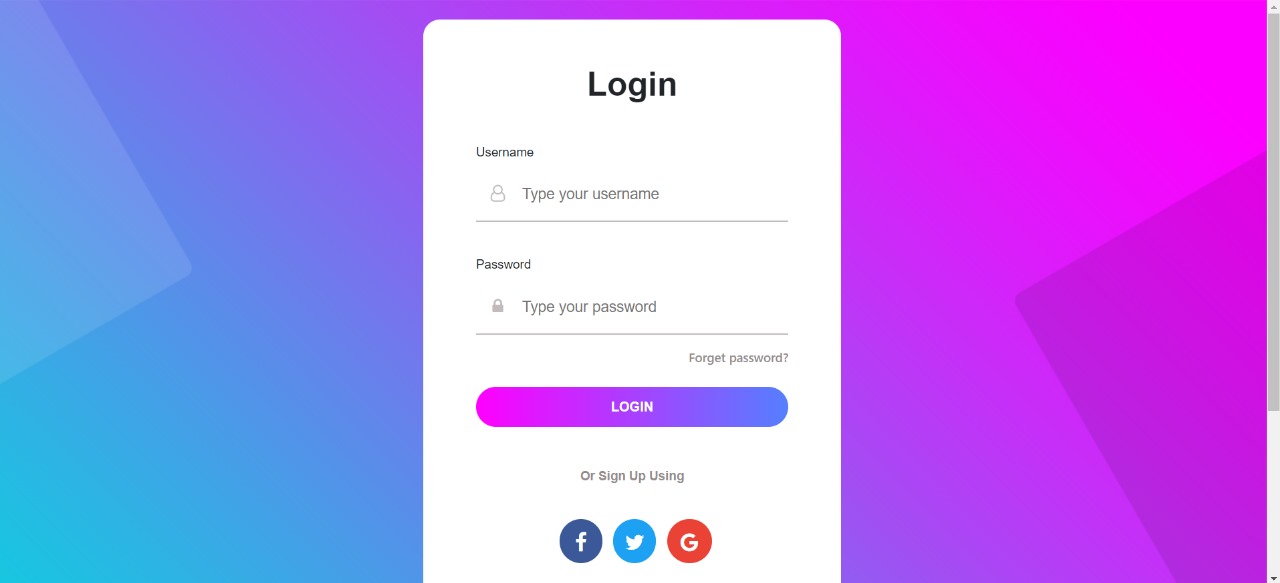 Login
Username
Type your username
Password
Type your password
Forget password?
LOGIN
Or Sign Up Using